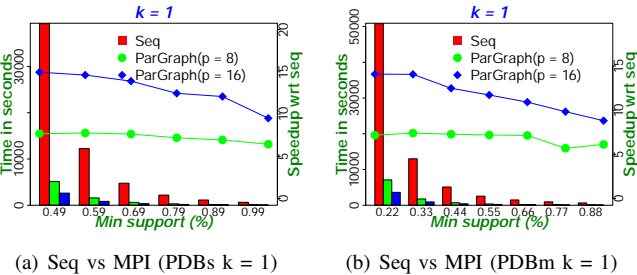 k = 1
Time in seconds
0 10000 30000
Seq
ParGraph(p = 8)
ParGraph(p = 16)
0 5 10 15 20
Speedup wrt seq
0.49 0.59 0.69 0.79 0.89 0.99
Min support (%)
(a) Seq vs MPI (PDBs k = 1)
k = 1
Time in seconds
0 10000 30000 50000
Seq
ParGraph(p = 8)
ParGraph(p = 16)
0 5 10 15
Speedup wrt seq
0.22 0.33 0.44 0.55 0.66 0.77 0.88
Min support (%)
(b) Seq vs MPI (PDBm k = 1)